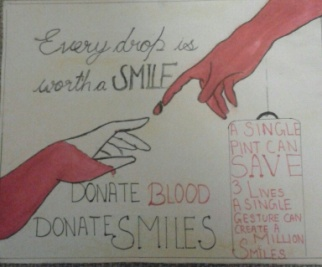 Every drop is
worth a SMILE
DONATE BLOOD
DONATE SMILES
A SINGLE
PINT CAN
SAVE
3 LIVES
A SINGLE
GESTURE CAN
CREATE A
MILLION
SMILES